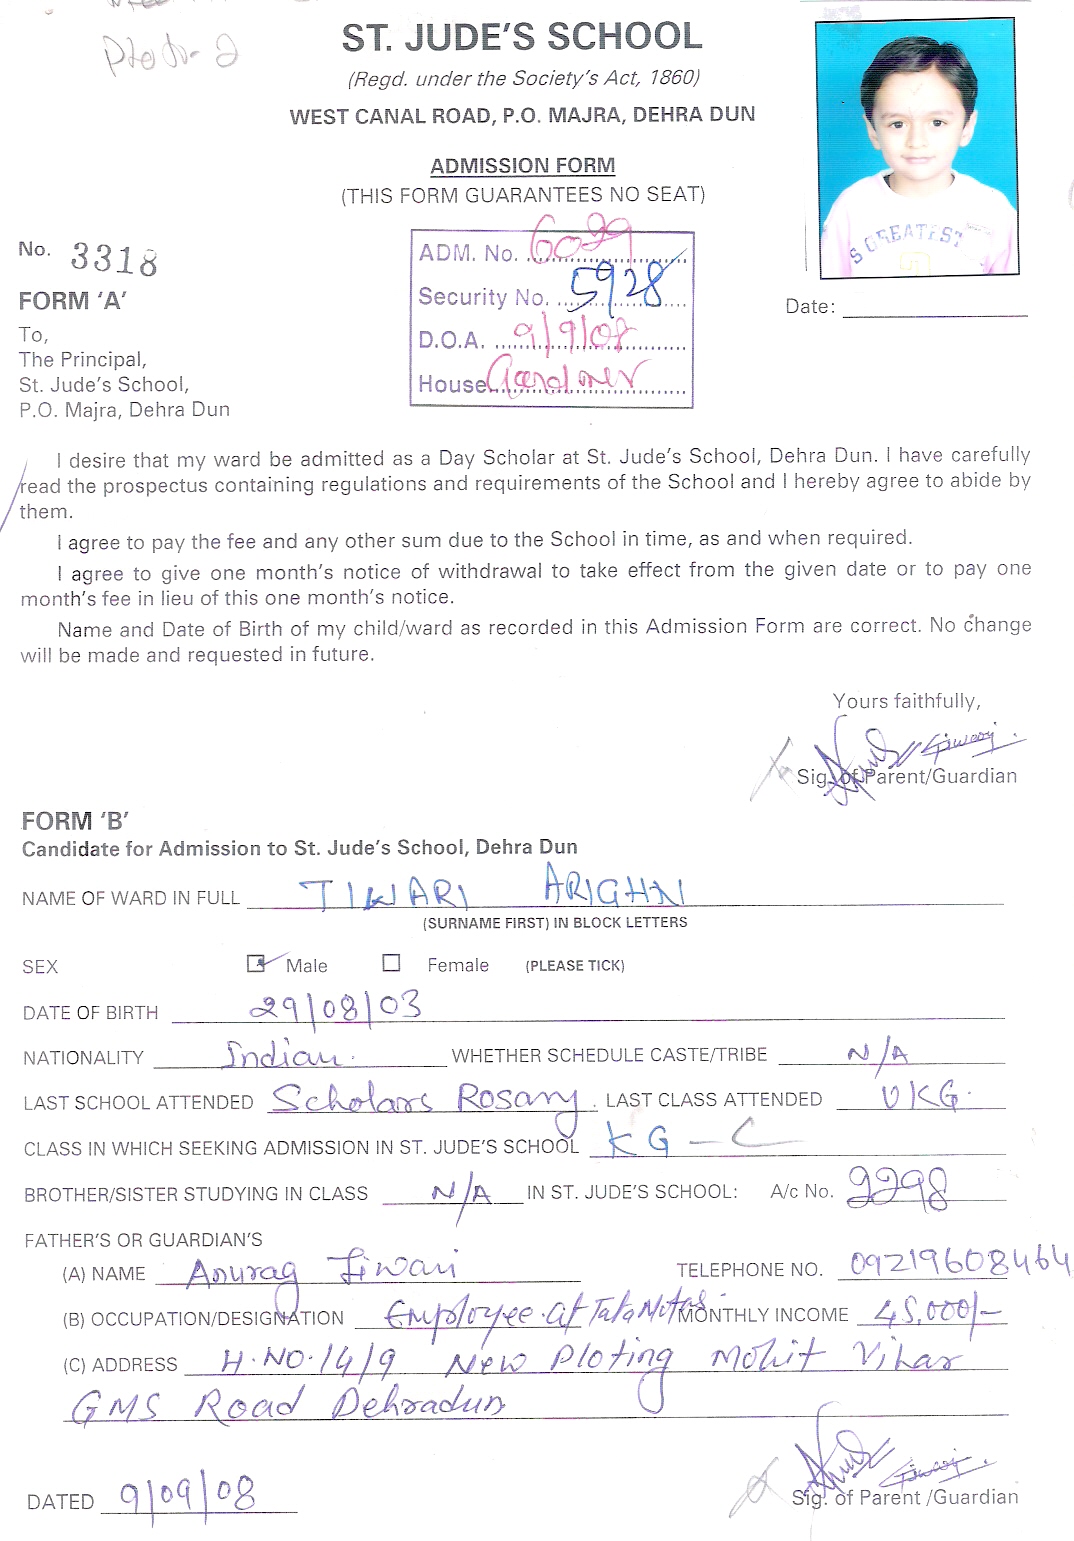 Photo - 2
ST. JUDE'S SCHOOL
(Regd. under the Society's Act, 1860)
WEST CANAL ROAD, P.O. MAJRA, DEHRA DUN
ADMISSION FORM
(THIS FORM GUARANTEES NO SEAT)
S GREATEST
No. 3318
ADM. No. 6029
Security No. 5928
D.O.A. 9/9/08
House Gardner
FORM 'A'
Date:
To,
The Principal,
St. Jude's School,
P.O. Majra, Dehra Dun
I desire that my ward be admitted as a Day Scholar at St. Jude's School, Dehra Dun. I have carefully
read the prospectus containing regulations and requirements of the School and I hereby agree to abide by
them.
I agree to pay the fee and any other sum due to the School in time, as and when required.
I agree to give one month's notice of withdrawal to take effect from the given date or to pay one
month's fee in lieu of this one month's notice.
Name and Date of Birth of my child/ward as recorded in this Admission Form are correct. No change
will be made and requested in future.
Yours faithfully,
Tiwari.
Sig. of Parent/Guardian
FORM 'B'
Candidate for Admission to St. Jude's School, Dehra Dun
NAME OF WARD IN FULL TIWARI ARIGHN
(SURNAME FIRST) IN BLOCK LETTERS
SEX Male Female (PLEASE TICK)
DATE OF BIRTH 29/08/03
NATIONALITY Indian. WHETHER SCHEDULE CASTE/TRIBE N/A
LAST SCHOOL ATTENDED Scholars Rosary. LAST CLASS ATTENDED UKG.
CLASS IN WHICH SEEKING ADMISSION IN ST. JUDE'S SCHOOL KG - C
BROTHER/SISTER STUDYING IN CLASS N/A IN ST. JUDE'S SCHOOL: A/c No. 2298
FATHER'S OR GUARDIAN'S
(A) NAME Anurag Tiwari TELEPHONE NO. 09219608464
(B) OCCUPATION/DESIGNATION Employee at Tata Motors. MONTHLY INCOME 45,000/-
(C) ADDRESS H.NO.14/9 New Ploting Mohit Vihar
GMS Road Dehradun
Tiwari.
DATED 9/09/08 Sig. of Parent /Guardian